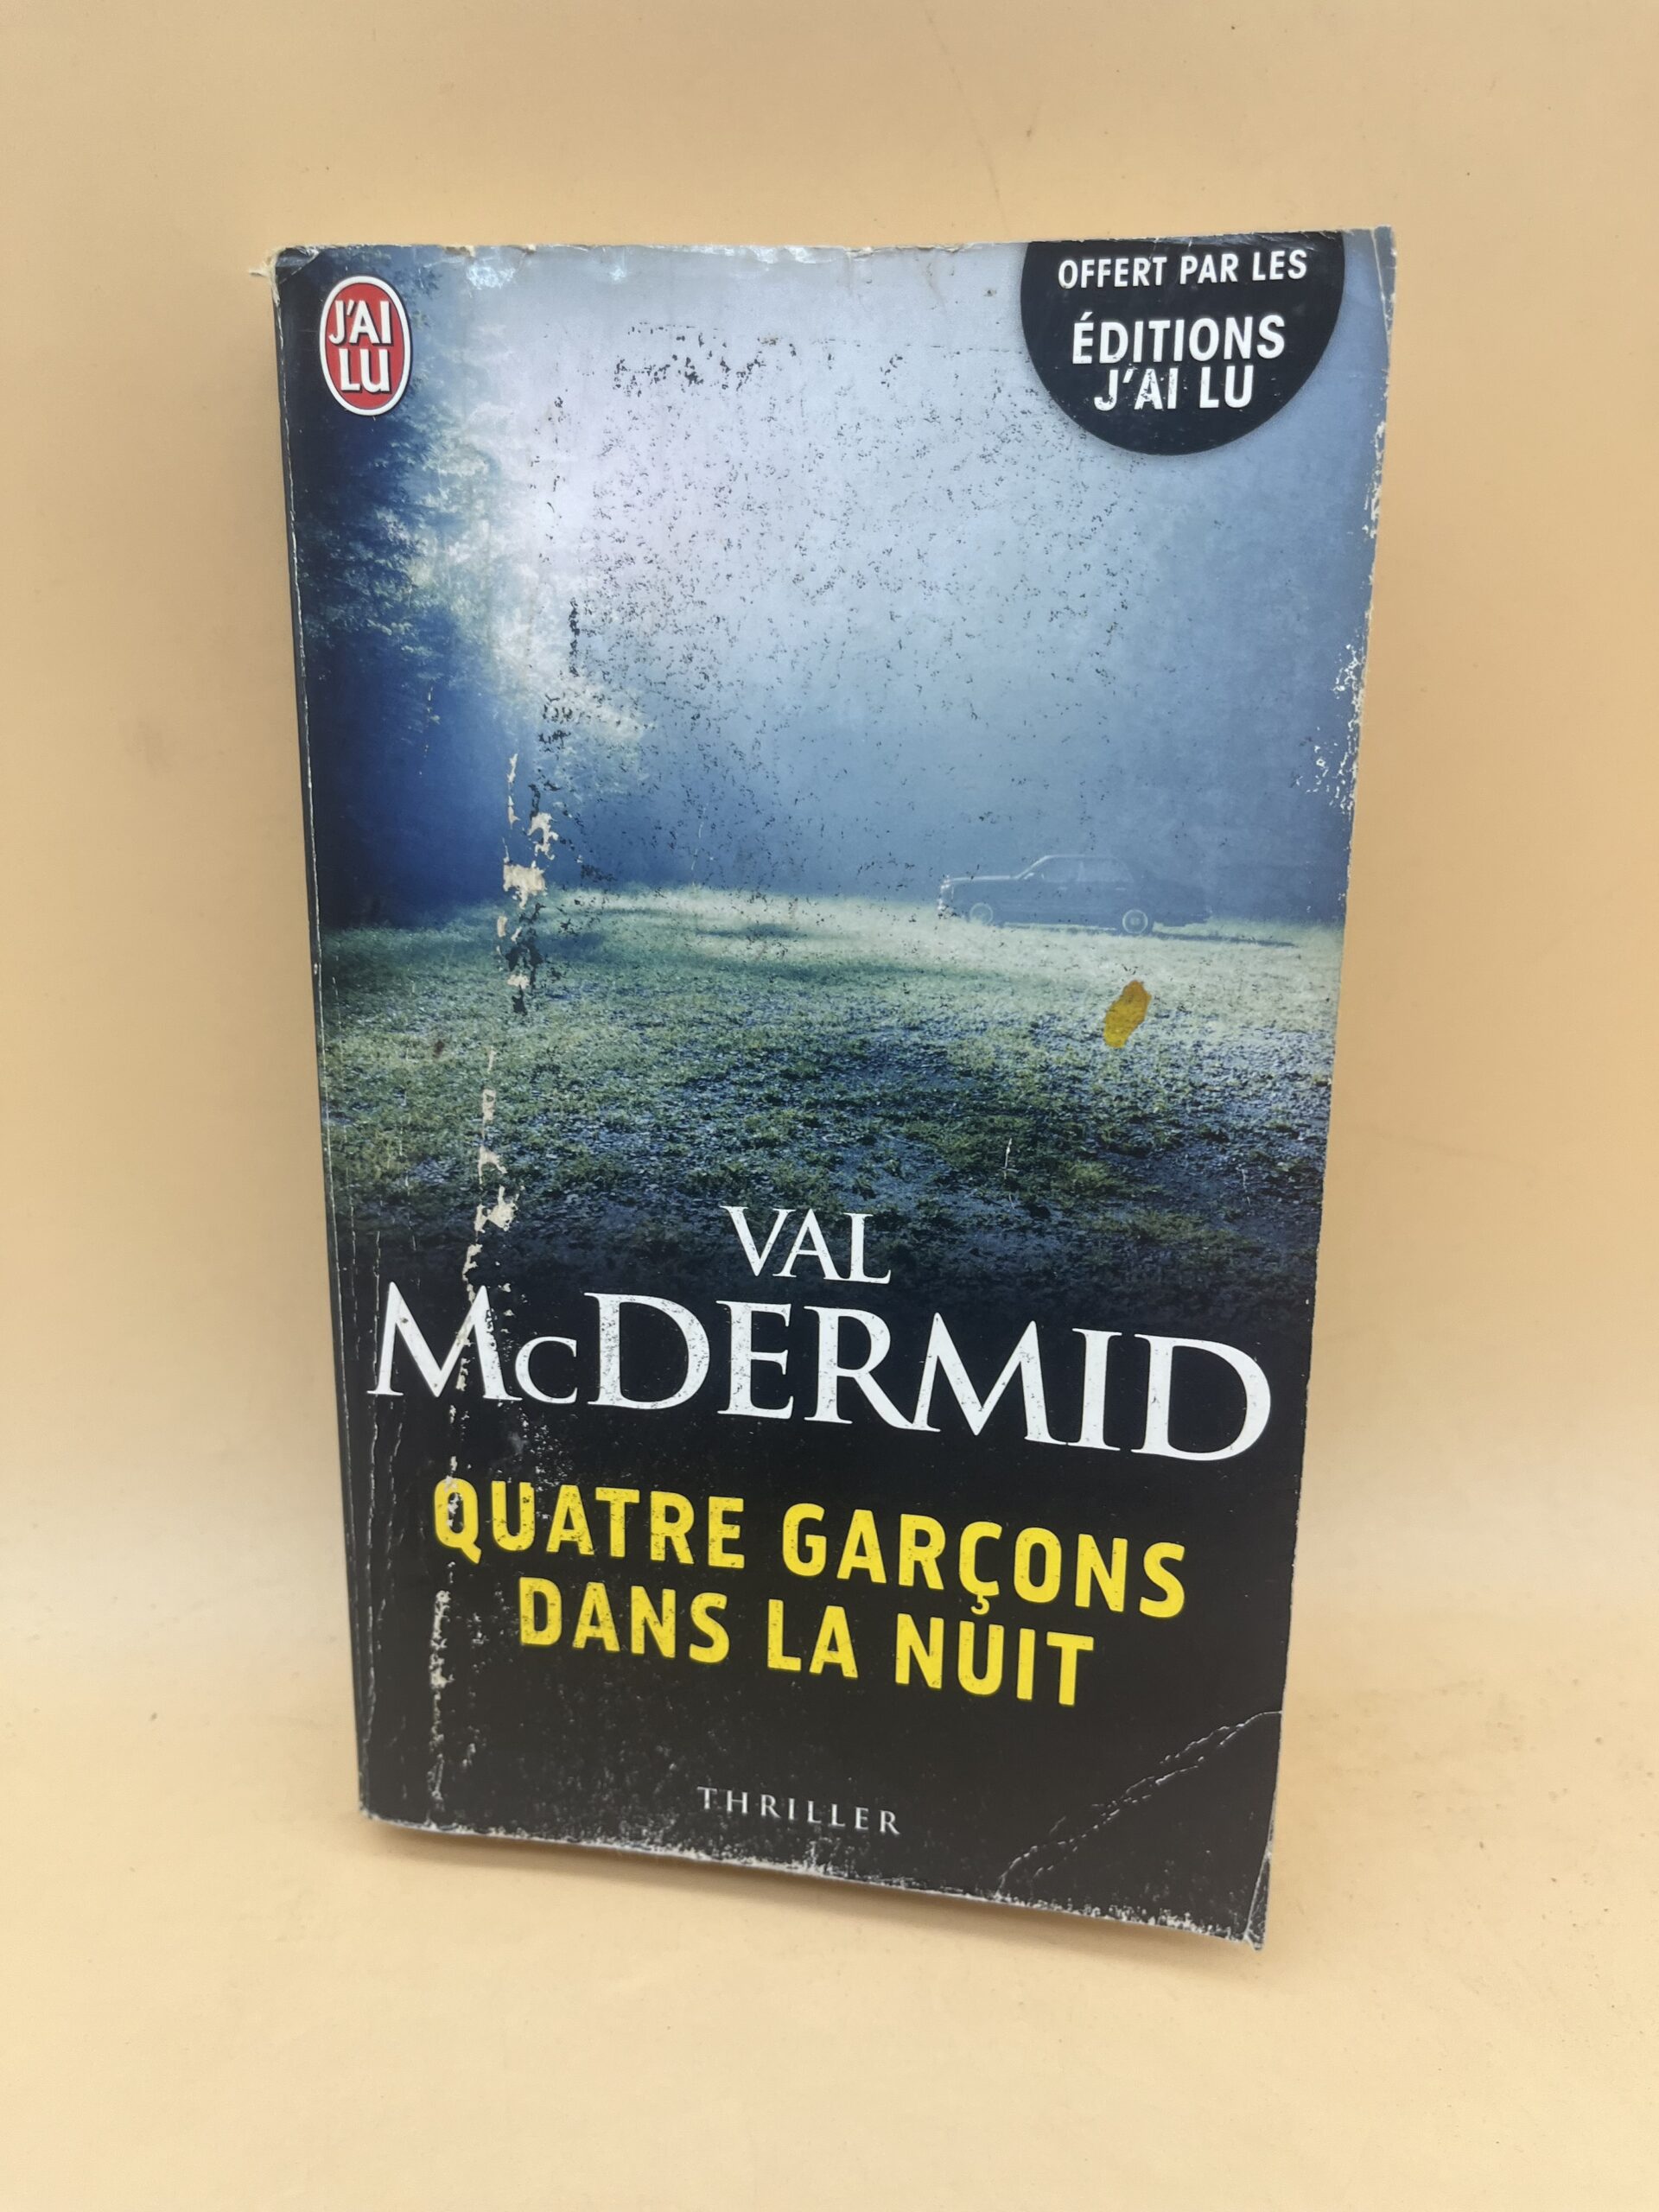 J'AI
LU
OFFERT PAR LES
ÉDITIONS
J'AI LU
VAL
McDERMID
QUATRE GARÇONS
DANS LA NUIT
THRILLER